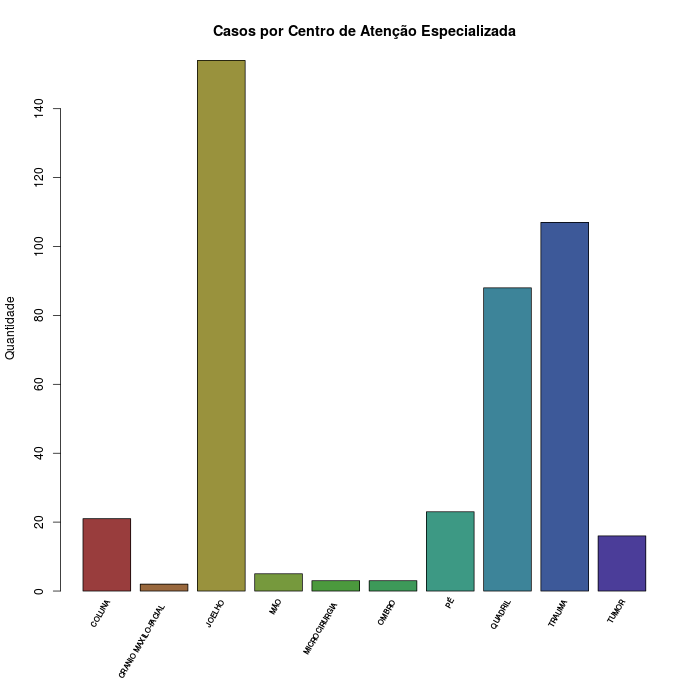 Casos por Centro de Atenção Especializada
Quantidade
140
120
100
80
60
40
20
0
COLUNA
CRANIO MAXILO-FACIAL
JOELHO
MÃO
MICROCIRURGIA
OMBRO
PÉ
QUADRIL
TRAUMA
TUMOR